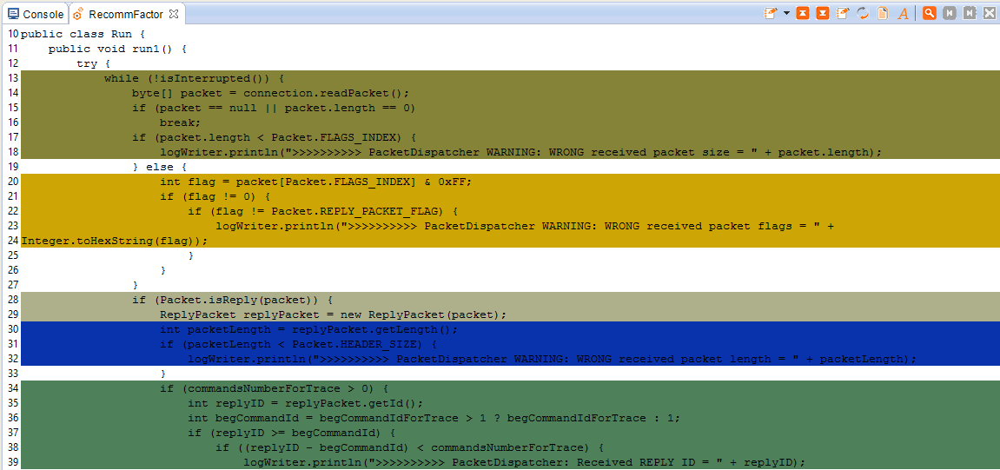 Console RecommFactor
10 public class Run {
11     public void run1() {
12         try {
13             while (!isInterrupted()) {
14                 byte[] packet = connection.readPacket();
15                 if (packet == null || packet.length == 0)
16                     break;
17                 if (packet.length < Packet.FLAGS_INDEX) {
18                     logWriter.println(">>>>>>>>>> PacketDispatcher WARNING: WRONG received packet size = " + packet.length);
19                 } else {
20                     int flag = packet[Packet.FLAGS_INDEX] & 0xFF;
21                     if (flag != 0) {
22                         if (flag != Packet.REPLY_PACKET_FLAG) {
23                             logWriter.println(">>>>>>>>>> PacketDispatcher WARNING: WRONG received packet flags = " +
24 Integer.toHexString(flag));
25                         }
26                     }
27                 }
28                 if (Packet.isReply(packet)) {
29                     ReplyPacket replyPacket = new ReplyPacket(packet);
30                     int packetLength = replyPacket.getLength();
31                     if (packetLength < Packet.HEADER_SIZE) {
32                         logWriter.println(">>>>>>>>>> PacketDispatcher WARNING: WRONG received packet length = " + packetLength);
33                     }
34                     if (commandsNumberForTrace > 0) {
35                         int replyID = replyPacket.getId();
36                         int begCommandId = begCommandIdForTrace > 1 ? begCommandIdForTrace : 1;
37                         if (replyID >= begCommandId) {
38                             if ((replyID - begCommandId) < commandsNumberForTrace) {
39                                 logWriter.println(">>>>>>>>>> PacketDispatcher: Received REPLY ID = " + replyID);